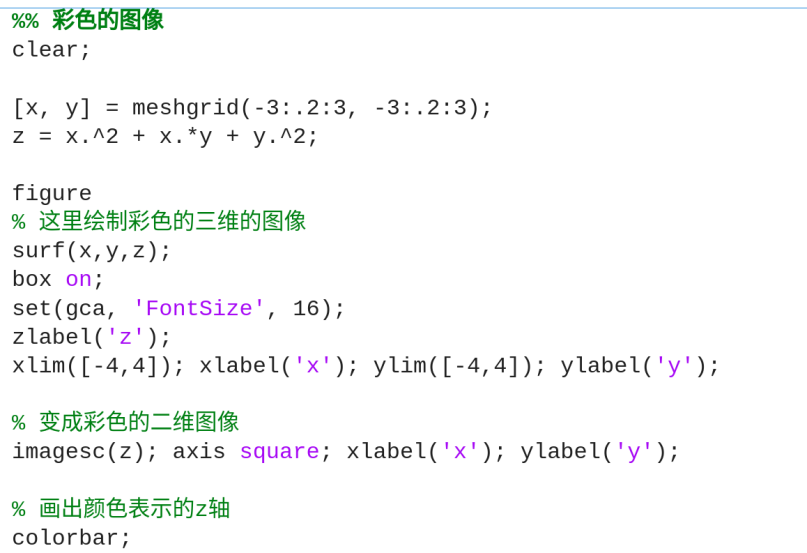 %% 彩色的图像
clear;
[x, y] = meshgrid(-3:.2:3, -3:.2:3);
z = x.^2 + x.*y + y.^2;
figure
% 这里绘制彩色的三维的图像
surf(x,y,z);
box on;
set(gca, 'FontSize', 16);
zlabel('z');
xlim([-4,4]); xlabel('x'); ylim([-4,4]); ylabel('y');
% 变成彩色的二维图像
imagesc(z); axis square; xlabel('x'); ylabel('y');
% 画出颜色表示的z轴
colorbar;